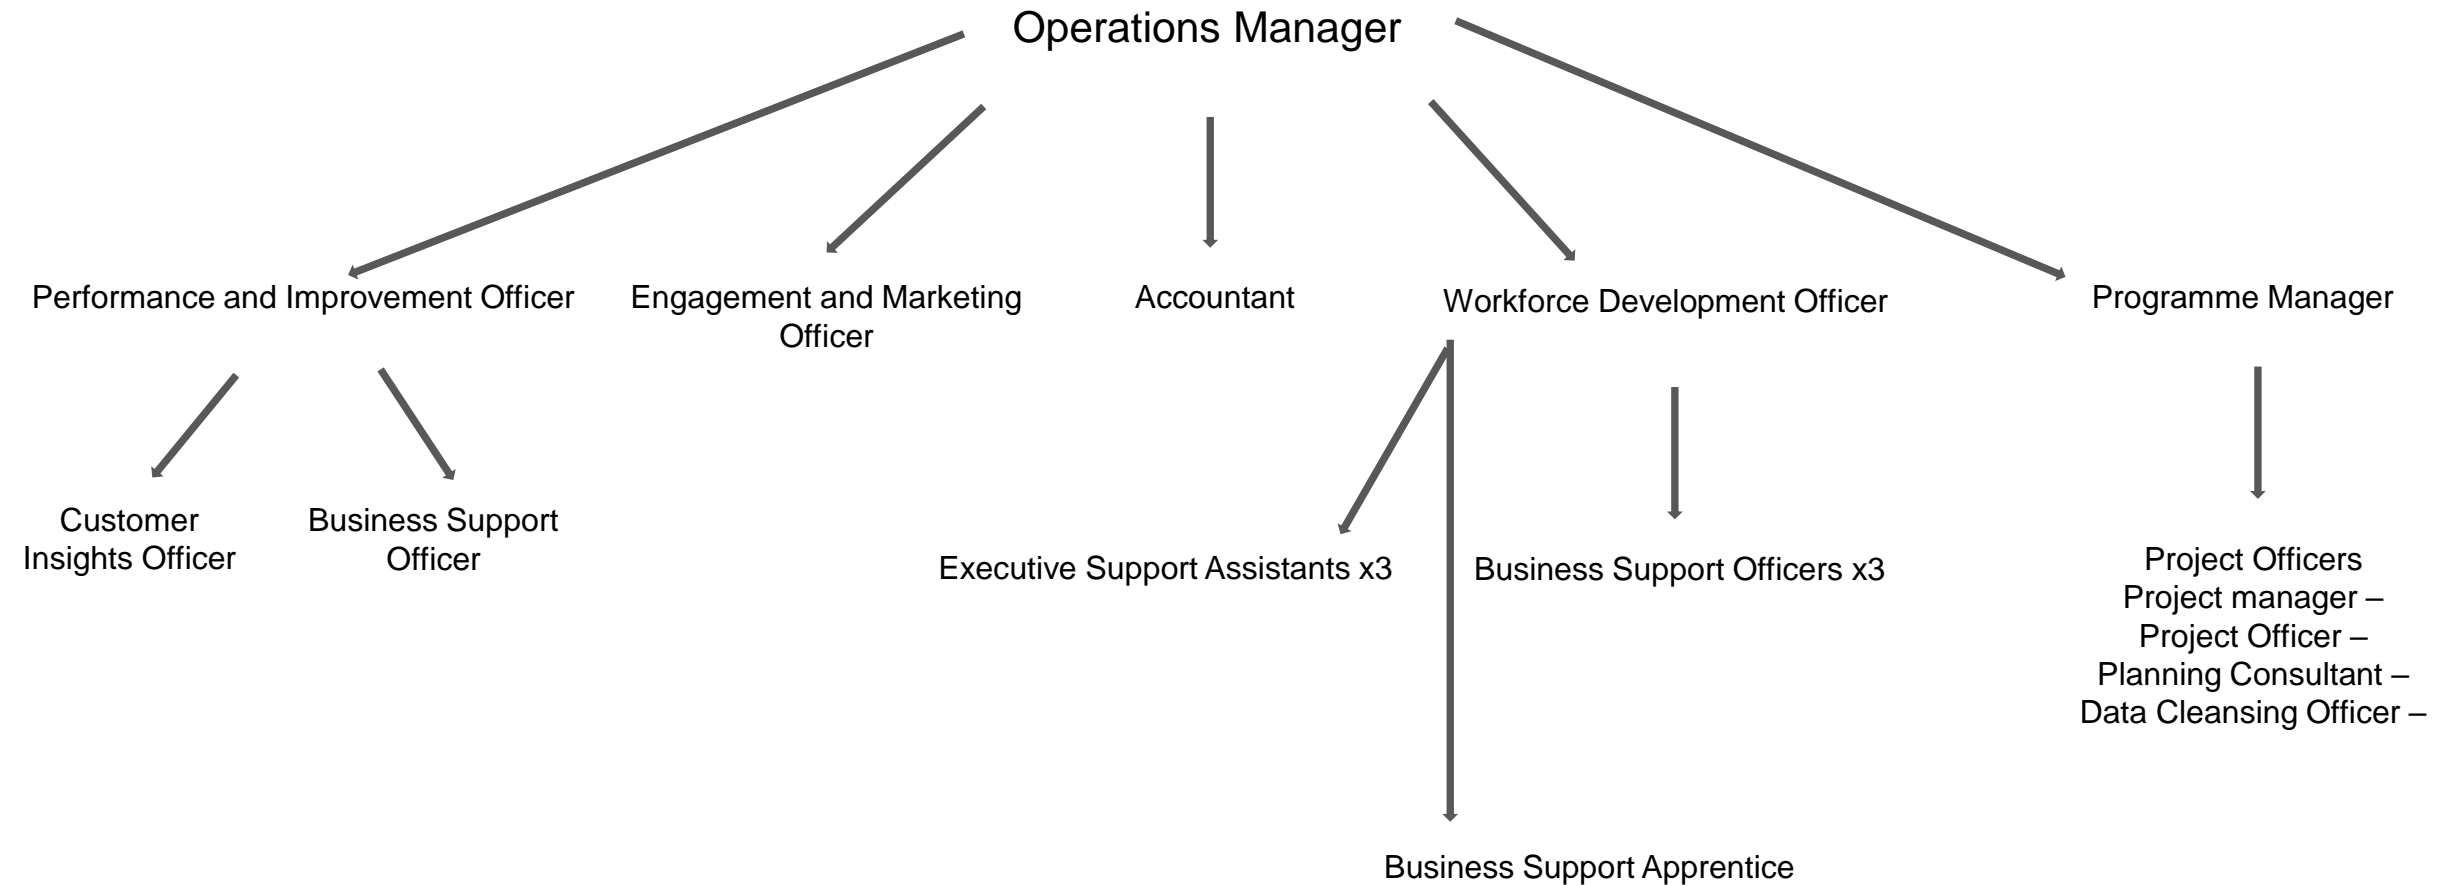 Operations Manager
Performance and Improvement Officer
Engagement and Marketing
Officer
Accountant
Workforce Development Officer
Programme Manager
Customer
Insights Officer
Business Support
Officer
Executive Support Assistants x3
Business Support Officers x3
Project Officers
Project manager –
Project Officer –
Planning Consultant –
Data Cleansing Officer –
Business Support Apprentice